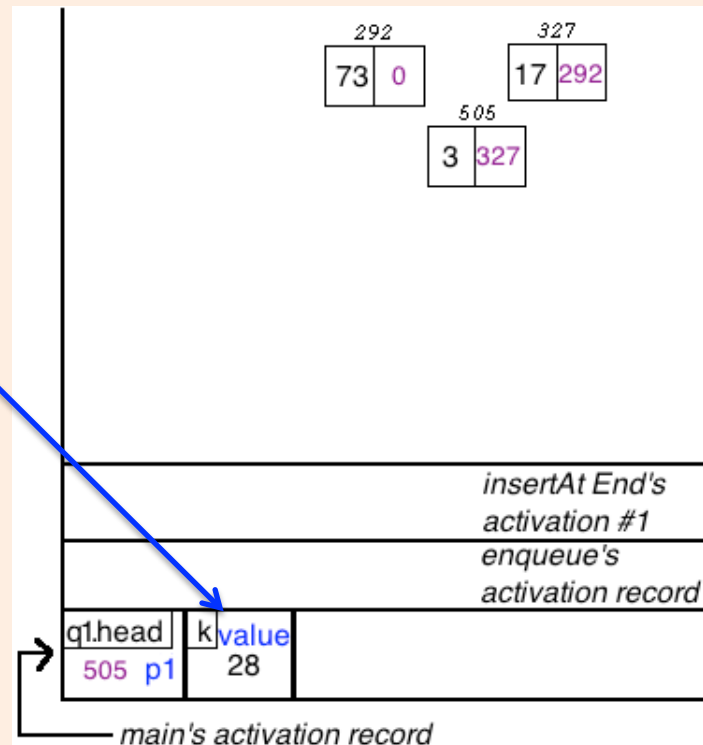 292
73 0
327
17 292
505
3 327
insertAt End's
activation #1
enqueue's
activation record
q1.head k value
505 p1 28
main's activation record